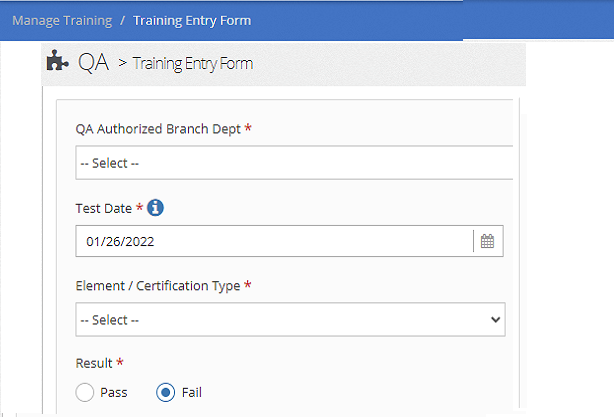 Manage Training / Training Entry Form
QA > Training Entry Form
QA Authorized Branch Dept *
-- Select --
Test Date *
01/26/2022
Element / Certification Type *
-- Select --
Result *
Pass Fail